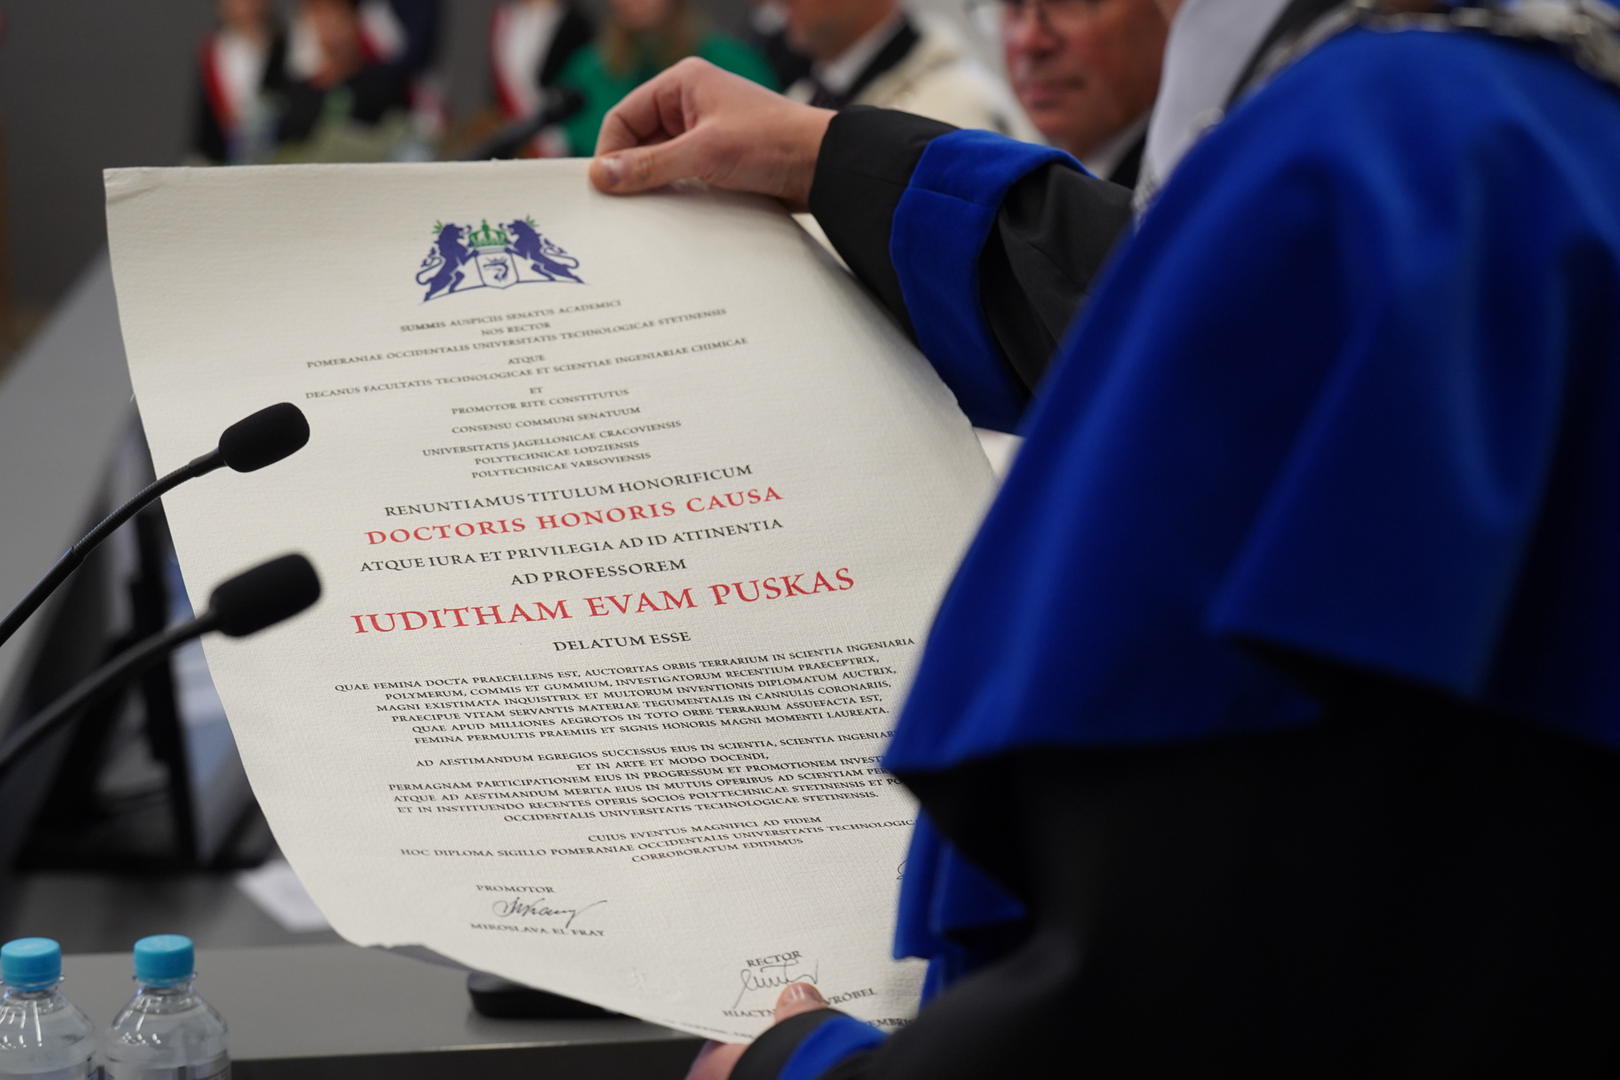 SUMMIS AUSPICIIS SENATUS ACADEMICI
NOS RECTOR
POMERANIAE OCCIDENTALIS UNIVERSITATIS TECHNOLOGICAE STETINENSIS
ATQUE
DECANUS FACULTATIS TECHNOLOGICAE ET SCIENTIAE INGENIARIAE CHIMICAE
ET
PROMOTOR RITE CONSTITUTUS
CONSENSU COMMUNI SENATUUM
UNIVERSITATIS JAGELLONICAE CRACOVIENSIS
POLYTECHNICAE LODZIENSIS
POLYTECHNICAE VARSOVIENSIS
RENUNTIAMUS TITULUM HONORIFICUM
DOCTORIS HONORIS CAUSA
ATQUE IURA ET PRIVILEGIA AD ID ATTINENTIA
AD PROFESSOREM
IUDITHAM EVAM PUSKAS
DELATUM ESSE
QUAE FEMINA DOCTA PRAECELLENS EST, AUCTORITAS ORBIS TERRARIUM IN SCIENTIA INGENIARIA
POLYMERUM, COMMIS ET GUMMIUM, INVESTIGATORUM RECENTIUM PRAECEPTRIX,
MAGNI EXISTIMATA INQUISITRIX ET MULTORUM INVENTIONIS DIPLOMATUM AUCTRIX,
PRAECIPUE VITAM SERVANTIS MATERIAE TEGUMENTALIS IN CANNULIS CORONARIIS,
QUAE APUD MILLIONES AEGROTOS IN TOTO ORBE TERRARUM ASSUEFACTA EST,
FEMINA PERMULTIS PRAEMIIS ET SIGNIS HONORIS MAGNI MOMENTI LAUREATA.
AD AESTIMANDUM EGREGIOS SUCCESSUS EIUS IN SCIENTIA, SCIENTIA
ET IN ARTE ET MODO DOCENDI,
PERMAGNAM PARTICIPATIONEM EIUS IN PROGRESSUM ET PROMOTIONEM
ATQUE AD AESTIMANDUM MERITA EIUS IN MUTUIS OPERIBUS AD SCIENTIAM
ET IN INSTITUENDO RECENTES OPERIS SOCIOS POLYTECHNICAE STETINENSIS ET
OCCIDENTALIS UNIVERSITATIS TECHNOLOGICAE STETINENSIS.
CUIUS EVENTUS MAGNIFICI AD FIDEM
HOC DIPLOMA SIGILLO POMERANIAE OCCIDENTALIS UNIVERSITATIS
CORROBORATUM EDIDIMUS
PROMOTOR
MIROSLAVA EL FRAY
RECTOR